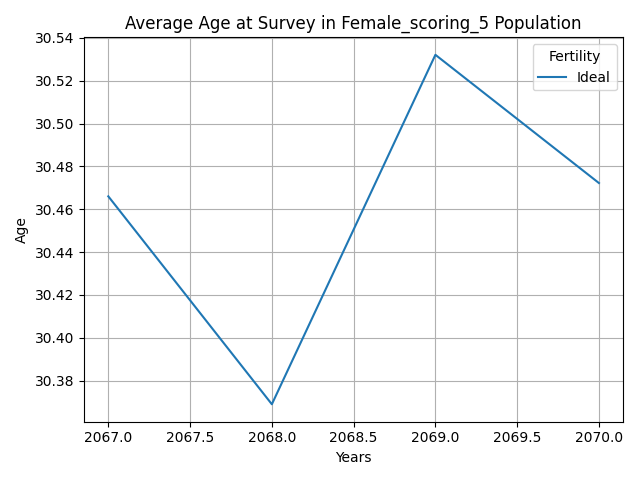 Average Age at Survey in Female_scoring_5 Population
30.54
30.52
30.50
30.48
30.46
30.44
30.42
30.40
30.38
Age
Fertility
Ideal
2067.0 2067.5 2068.0 2068.5 2069.0 2069.5 2070.0
Years